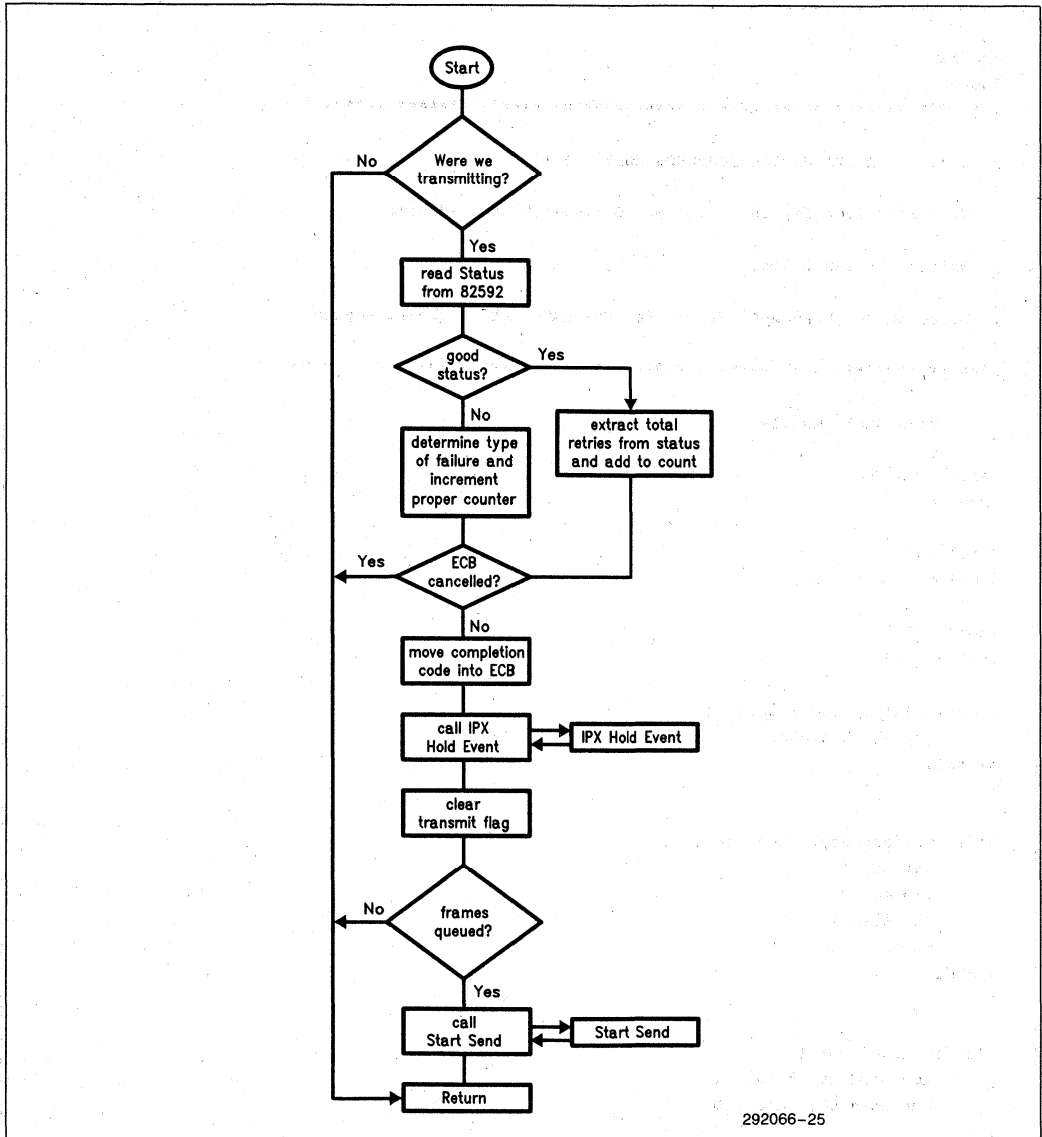 Start
No
Were we
transmitting?
Yes
read Status
from 82592
good
status?
Yes
No
extract total
retries from status
and add to count
determine type
of failure and
increment
proper counter
Yes
ECB
cancelled?
No
move completion
code into ECB
call IPX
Hold Event
IPX Hold Event
clear
transmit flag
No
frames
queued?
Yes
call
Start Send
Start Send
Return
292066-25